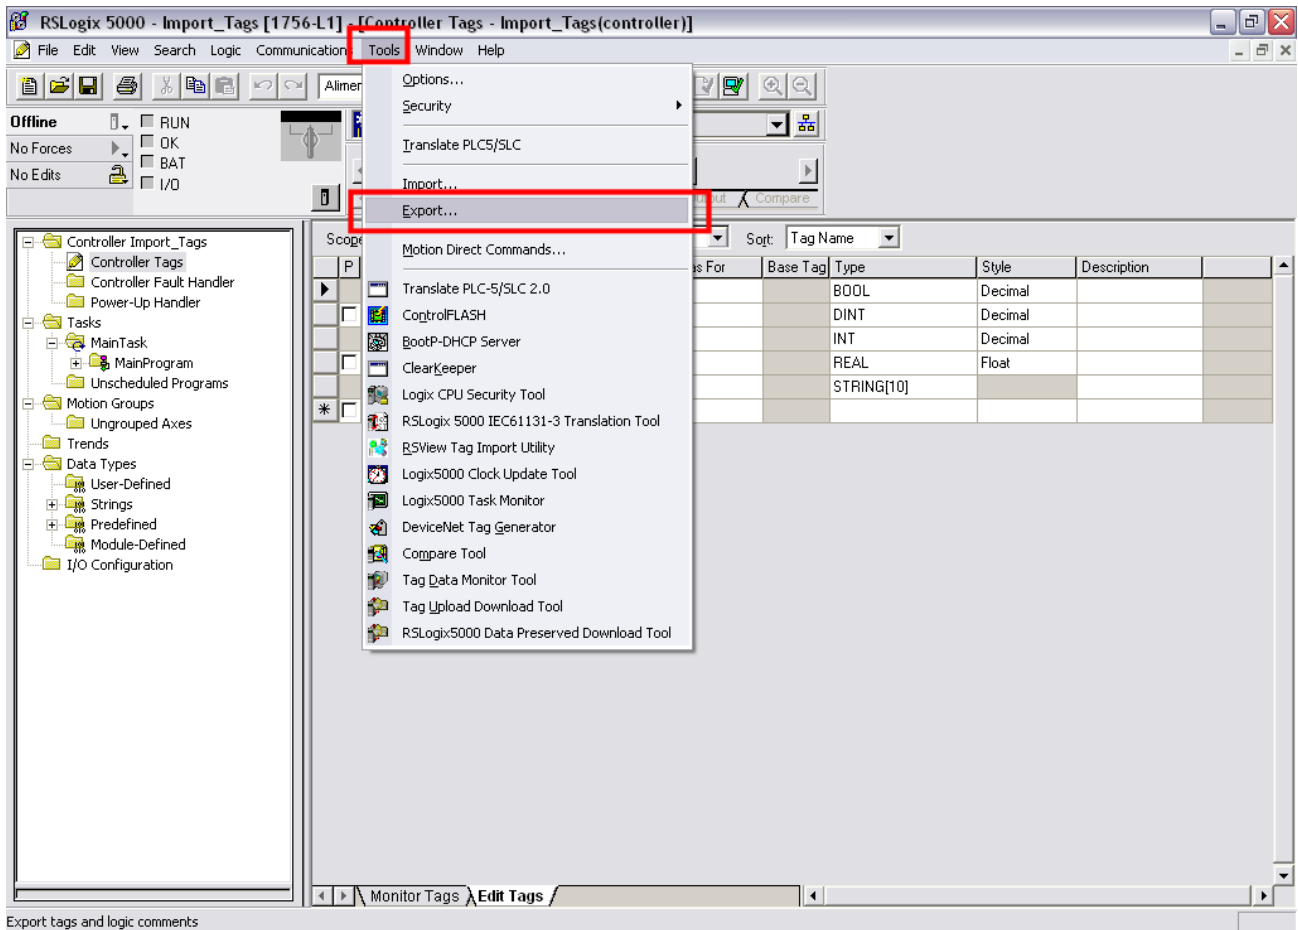 RSLogix 5000 - Import_Tags [1756-L1] - [Controller Tags - Import_Tags(controller)]
File Edit View Search Logic Communication Tools Window Help
Alimer
Offline
RUN
No Forces
OK
BAT
No Edits
I/O
Compare
Options...
Security
Translate PLC5/SLC
Import...
Export...
Motion Direct Commands...
Translate PLC-5/SLC 2.0
ControlFLASH
BootP-DHCP Server
ClearKeeper
Logix CPU Security Tool
RSLogix 5000 IEC61131-3 Translation Tool
RSView Tag Import Utility
Logix5000 Clock Update Tool
Logix5000 Task Monitor
DeviceNet Tag Generator
Compare Tool
Tag Data Monitor Tool
Tag Upload Download Tool
RSLogix5000 Data Preserved Download Tool
Controller Import_Tags
Controller Tags
Controller Fault Handler
Power-Up Handler
Tasks
MainTask
MainProgram
Unscheduled Programs
Motion Groups
Ungrouped Axes
Trends
Data Types
User-Defined
Strings
Predefined
Module-Defined
I/O Configuration
Scope Sort: Tag Name
P as For Base Tag Type Style Description
BOOL Decimal
DINT Decimal
INT Decimal
REAL Float
STRING[10]
Monitor Tags Edit Tags
Export tags and logic comments